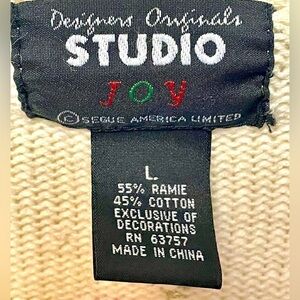 Designers Originals
STUDIO
JOY
© SEGUE AMERICA LIMITED
L
55% RAMIE
45% COTTON
EXCLUSIVE OF
DECORATIONS
RN 63757
MADE IN CHINA